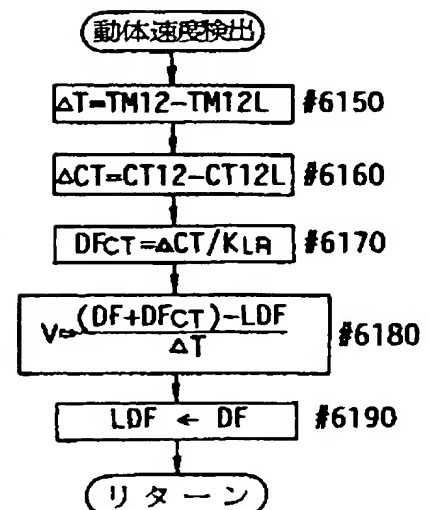 動体速度検出
ΔT=TM12-TM12L #6150
ΔCT=CT12-CT12L #6160
DFCT=ΔCT/KLR #6170
V=(DF+DFCT)-LDF/ΔT #6180
LDF ← DF #6190
リターン